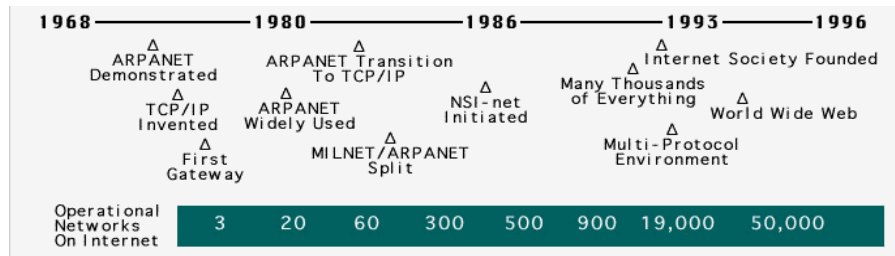 1968 1980 1986 1993 1996
ARPANET
Demonstrated
ARPANET Transition
To TCP/IP
Internet Society Founded
Many Thousands
of Everything
TCP/IP
Invented
ARPANET
Widely Used
NSI-net
Initiated
World Wide Web
First
Gateway
MILNET/ARPANET
Split
Multi-Protocol
Environment
Operational
Networks
On Internet
3 20 60 300 500 900 19,000 50,000